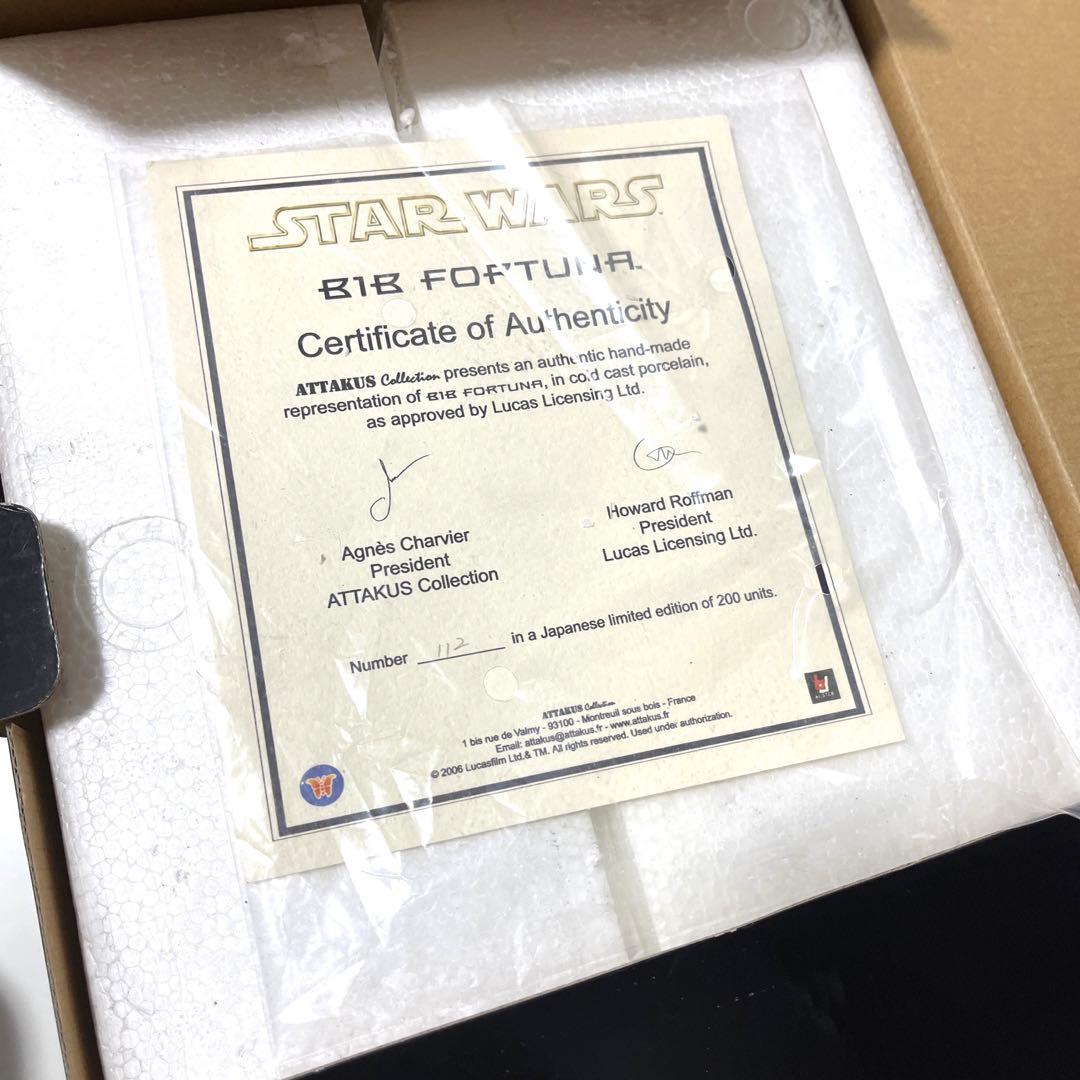 STAR WARS™
BIB FORTUNA™
Certificate of Authenticity
ATTAKUS Collection presents an authentic hand-made
representation of BIB FORTUNA, in cold cast porcelain,
as approved by Lucas Licensing Ltd.
Agnès Charvier
President
ATTAKUS Collection
Howard Roffman
President
Lucas Licensing Ltd.
Number 112 in a Japanese limited edition of 200 units.
ATTAKUS Collection
1 bis rue de Valmy - 93100 - Montreuil sous bois - France
Email: attakus@attakus.fr - www.attakus.fr
© 2006 Lucasfilm Ltd.& TM. All rights reserved. Used under authorization.